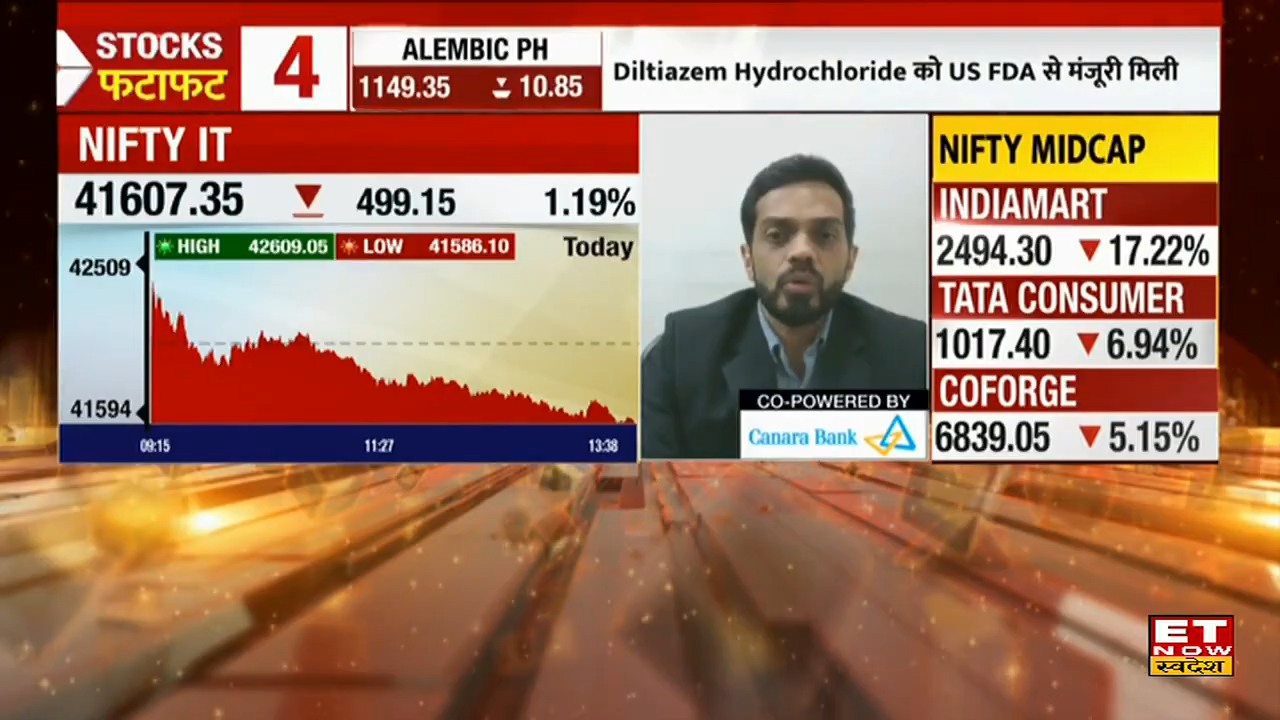 STOCKS
फटाफट
4
ALEMBIC PH
1149.35 10.85
Diltiazem Hydrochloride को US FDA से मंजूरी मिली
NIFTY IT
41607.35 499.15 1.19%
HIGH 42609.05 LOW 41586.10 Today
42509
41594
09:15 11:27 13:38
CO-POWERED BY
Canara Bank
NIFTY MIDCAP
INDIAMART
2494.30 17.22%
TATA CONSUMER
1017.40 6.94%
COFORGE
6839.05 5.15%
ET
NOW
स्वदेश